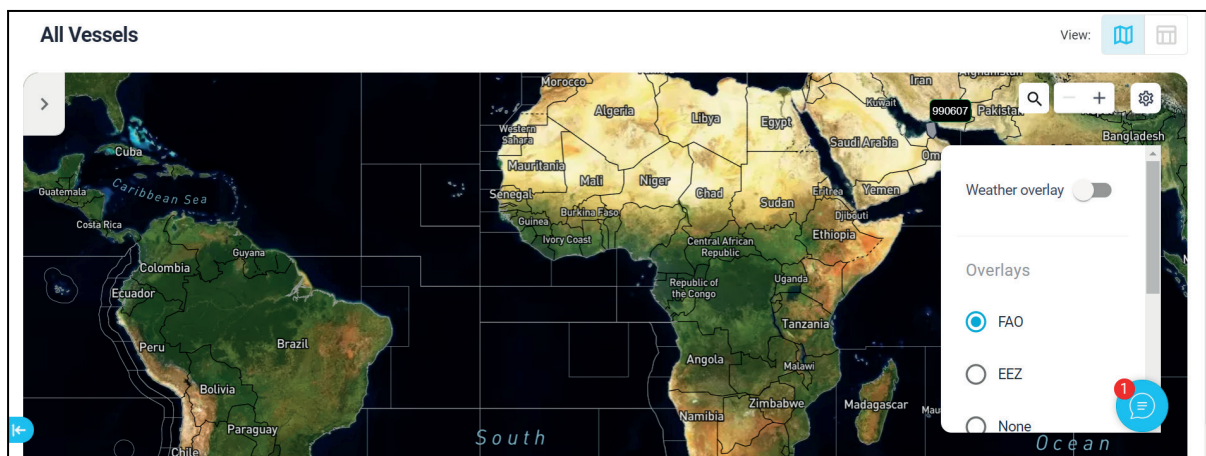 All Vessels
View:
Morocco
Iran
Afghanistan
Algeria
Libya
Egypt
Kuwait
990607
Pakistan
Western
Sahara
Saudi Arabia
Bangladesh
Cuba
Om
Mauritania
Mali
Niger
Chad
Sudan
Eritrea
Yemen
Weather overlay
Guatemala
Caribbean Sea
Senegal
Burkina Faso
Djibouti
Costa Rica
Guinea
Ivory Coast
Central African
Republic
Ethiopia
Guyana
Colombia
Republic of
the Congo
Uganda
Overlays
Ecuador
FAO
Tanzania
Peru
Brazil
Angola
Malawi
EEZ
Bolivia
1
Zimbabwe
Madagascar
Mau
Namibia
None
Paraguay
South
Ocean
Chile